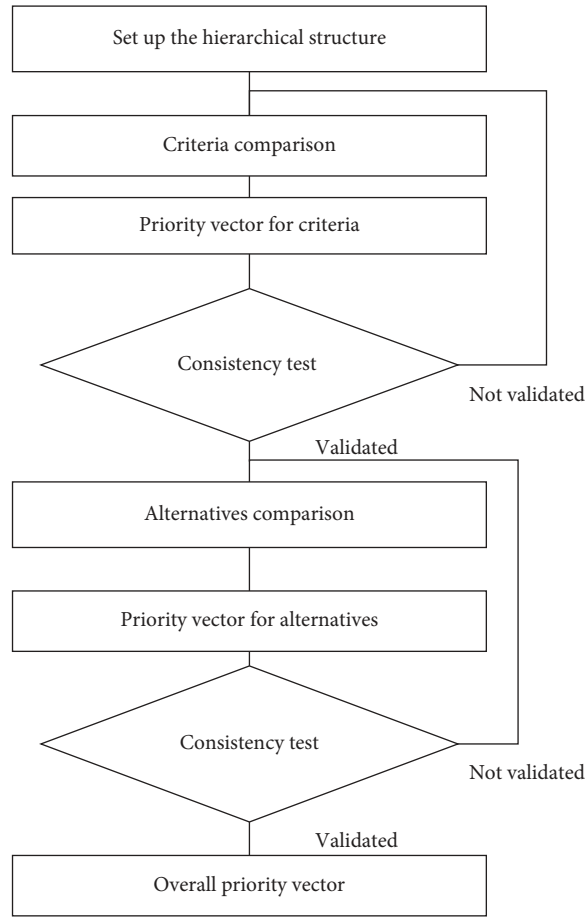 Set up the hierarchical structure
Criteria comparison
Priority vector for criteria
Consistency test
Not validated
Validated
Alternatives comparison
Priority vector for alternatives
Consistency test
Not validated
Validated
Overall priority vector